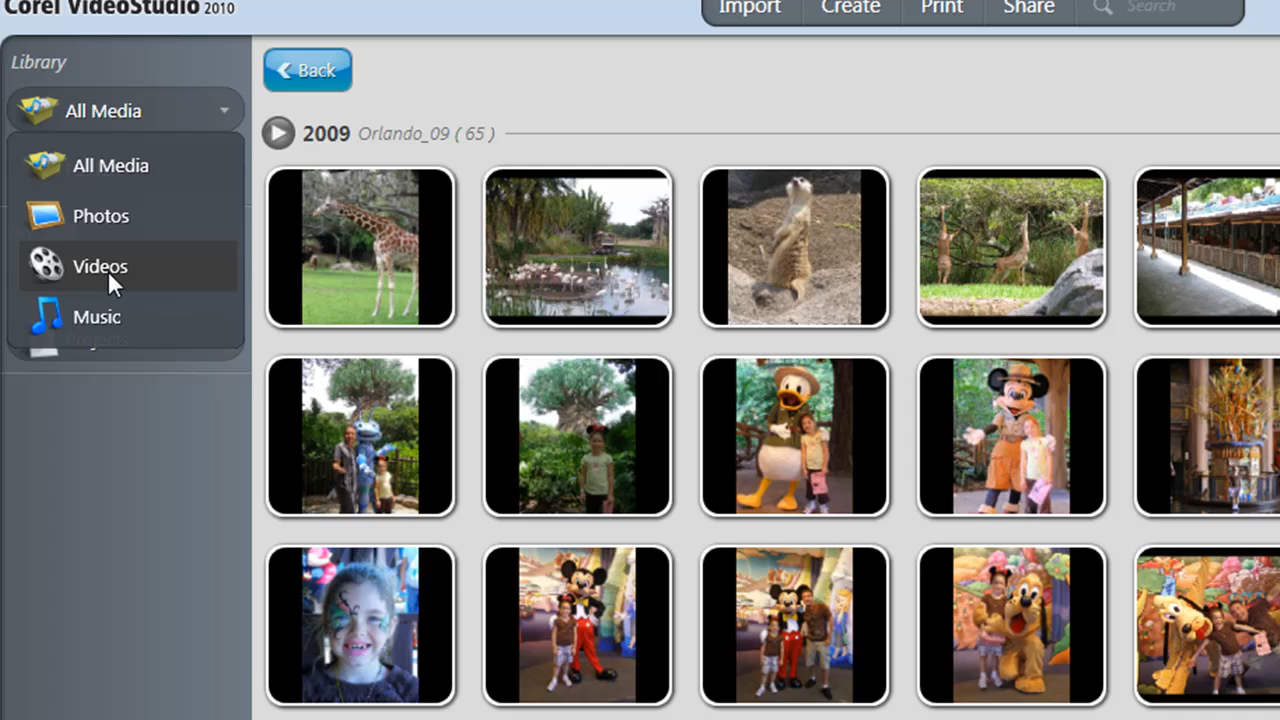 Corel VideoStudio 2010
Import Create Print Share Search
Library
Back
All Media
2009 Orlando_09 ( 65 )
All Media
Photos
Videos
Music